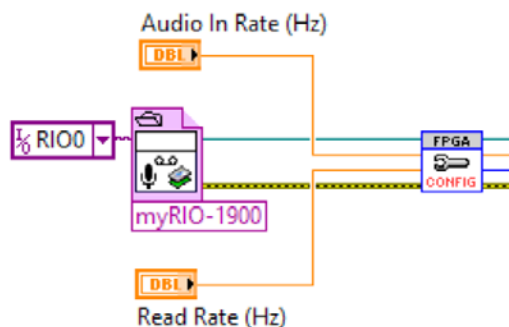 Audio In Rate (Hz)
DBL
I/O RIO0
FPGA
CONFIG
myRIO-1900
DBL
Read Rate (Hz)